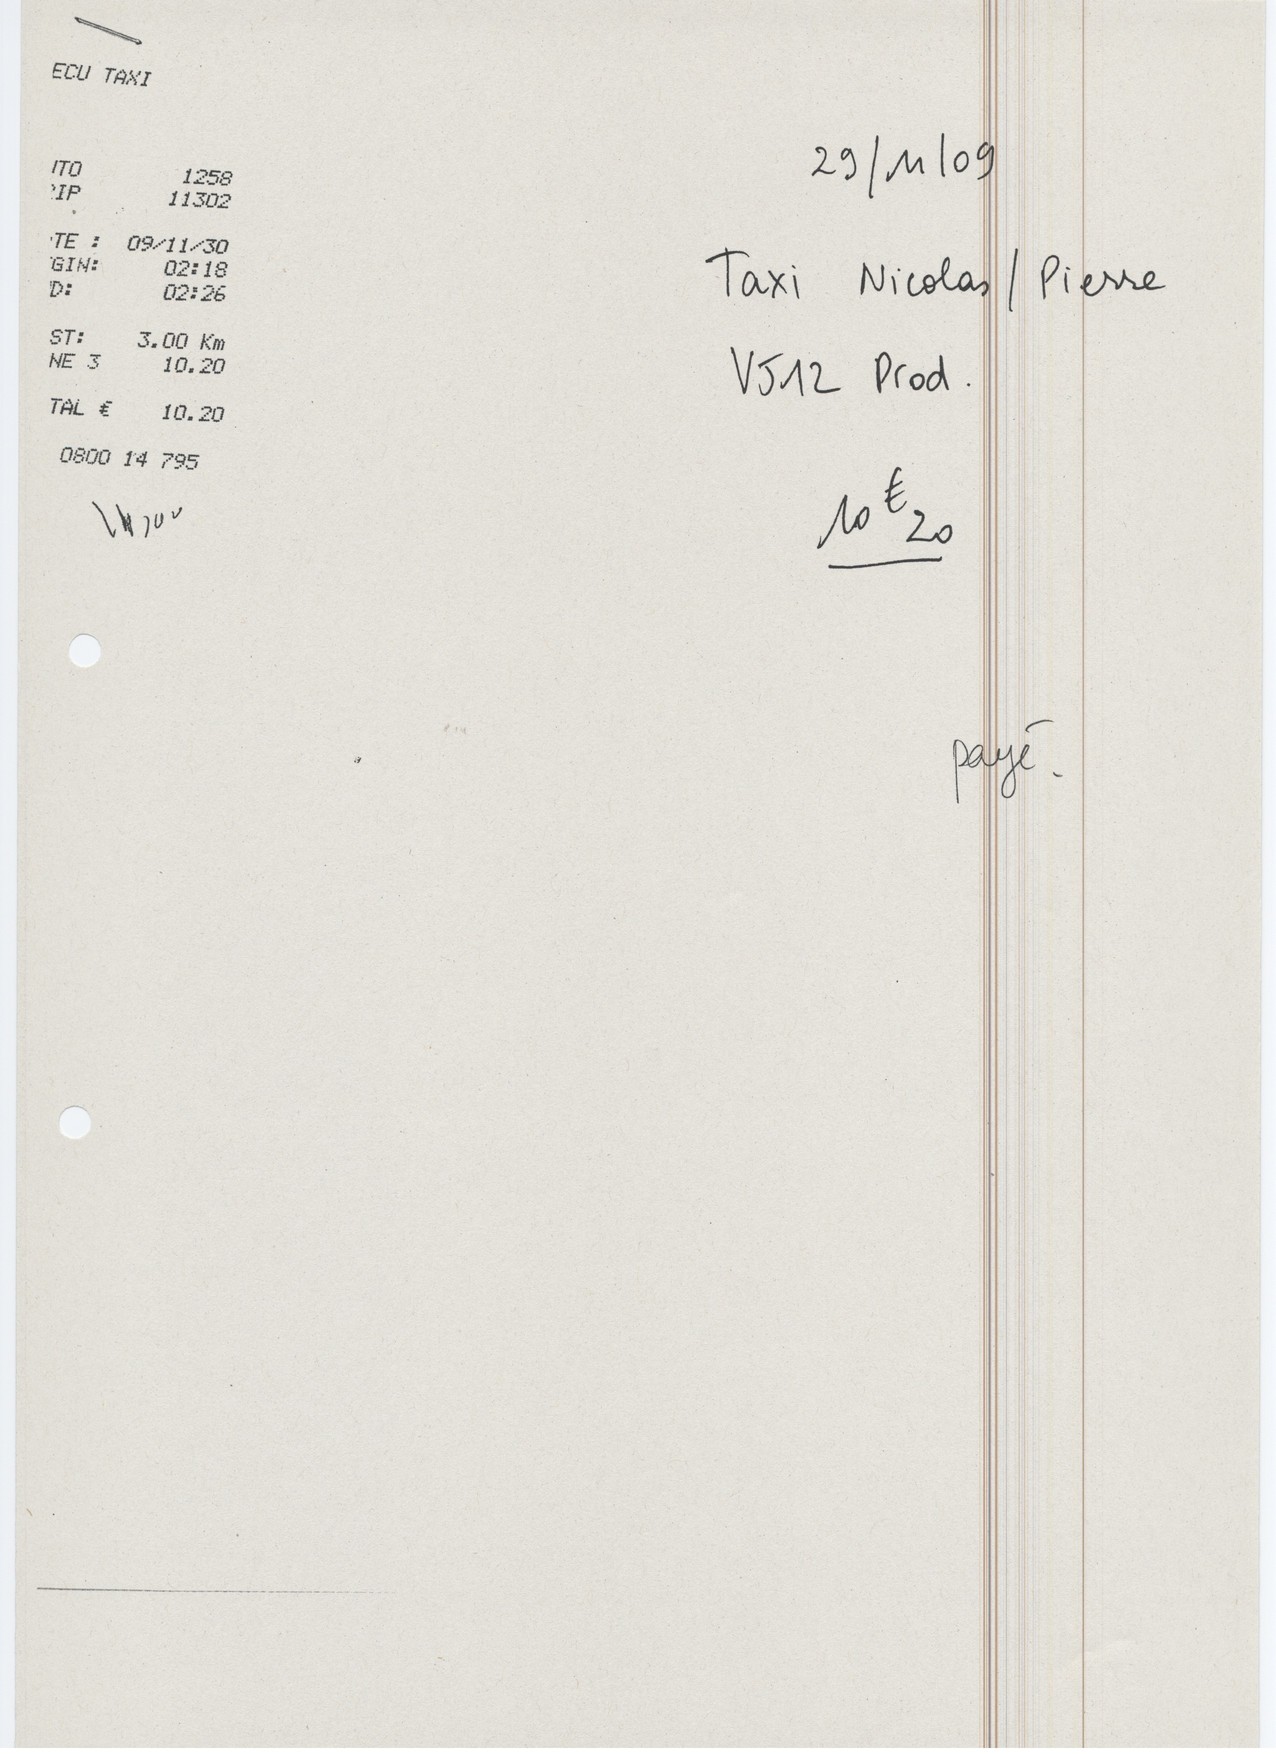 ECU TAXI
ITO 1258
IP 11302
TE : 09/11/30
GIN: 02:18
D: 02:26
ST: 3.00 Km
NE 3 10.20
TAL € 10.20
0800 14 795
29/11/09
Taxi Nicolas / Pierre
VJ12 Prod.
10 € 20
payé.